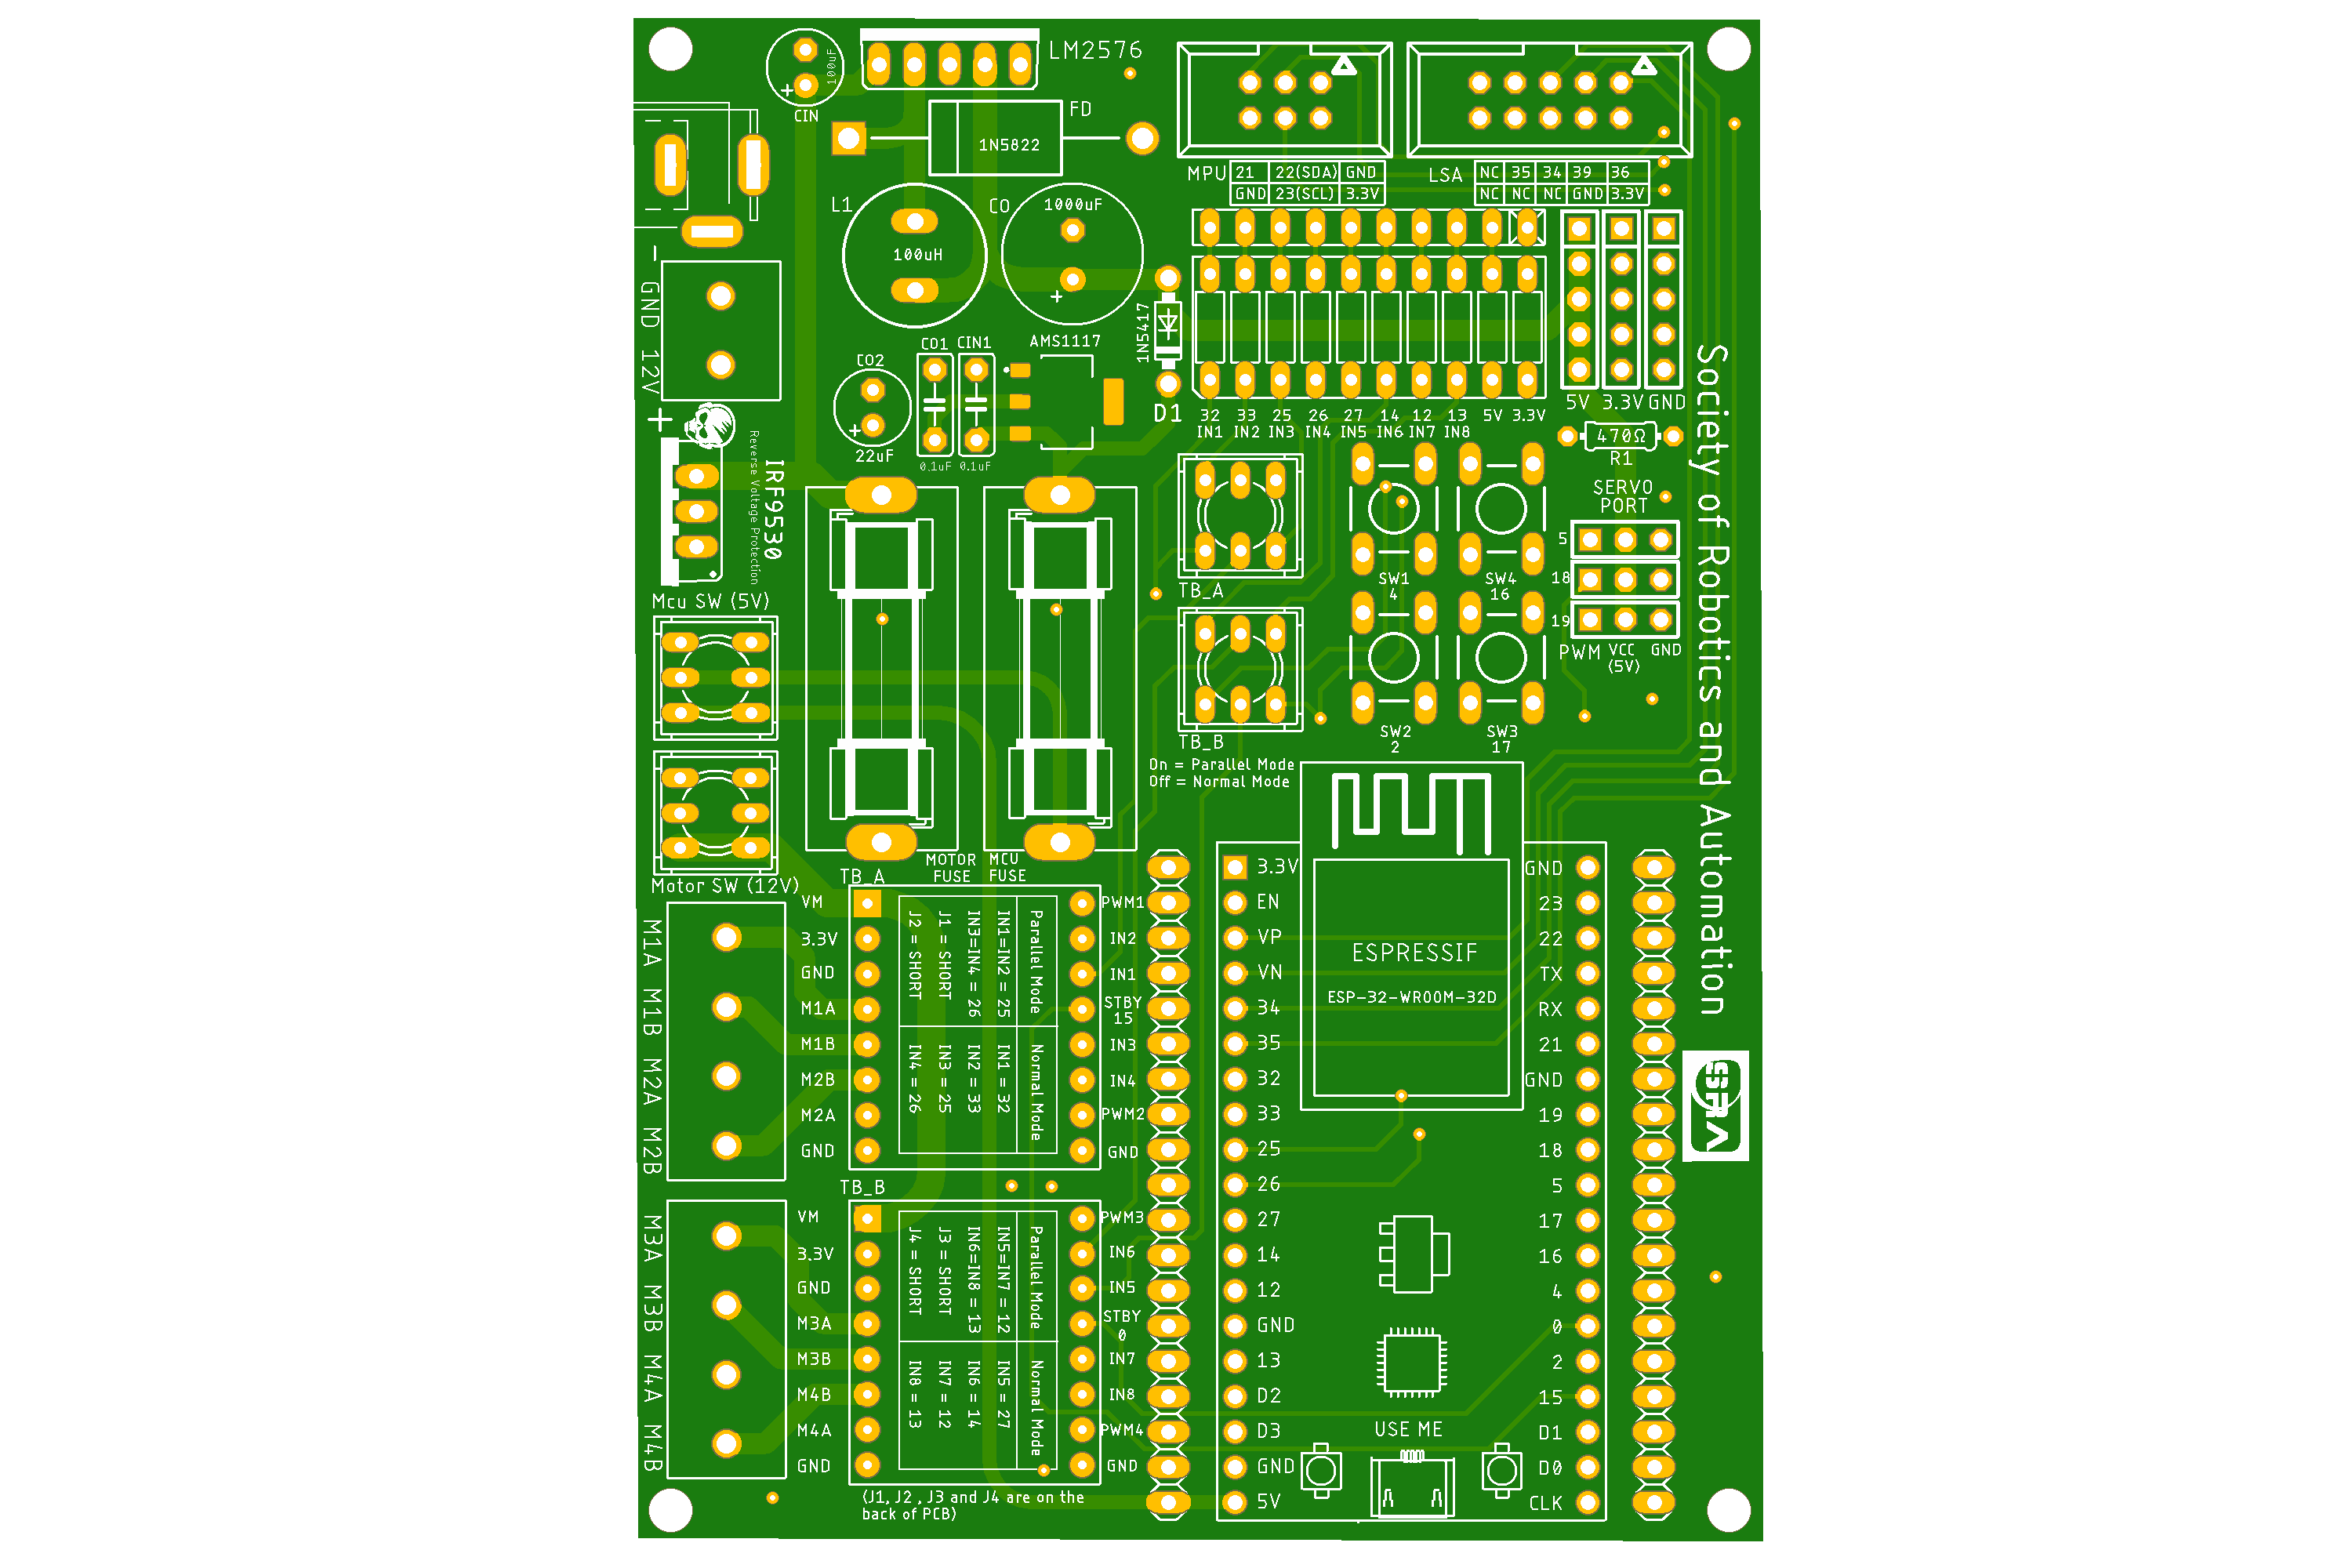 100uF
+
CIN
LM2576
FD
1N5822
L1
100uH
CO
1000uF
+
MPU
21 22(SDA) GND
GND 23(SCL) 3.3V
LSA
NC 35 34 39 36
NC NC NC GND 3.3V
- GND 12V +
1N5417
D1
AMS1117
CO1
CIN1
CO2
+
22uF
0.1uF
0.1uF
32 33 25 26 27 14 12 13 5V 3.3V
IN1 IN2 IN3 IN4 IN5 IN6 IN7 IN8
5V 3.3V GND
470Ω
R1
SERVO
PORT
5
18
19
PWM VCC GND
(5V)
Society of Robotics and Automation
IRF9530
Reverse Voltage Protection
Mcu SW (5V)
Motor SW (12V)
TB_A
TB_B
On = Parallel Mode
Off = Normal Mode
SW1
4
SW4
16
SW2
2
SW3
17
MOTOR
FUSE
MCU
FUSE
M1A M1B M2A M2B
TB_A
VM
3.3V
GND
M1A
M1B
M2B
M2A
GND
Parallel Mode
IN1=IN2 = 25
IN3=IN4 = 26
J1 = SHORT
J2 = SHORT
Normal Mode
IN1 = 32
IN2 = 33
IN3 = 25
IN4 = 26
PWM1
IN2
IN1
STBY
15
IN3
IN4
PWM2
GND
M3A M3B M4A M4B
TB_B
VM
3.3V
GND
M3A
M3B
M4B
M4A
GND
Parallel Mode
IN5=IN7 = 12
IN6=IN8 = 13
J3 = SHORT
J4 = SHORT
Normal Mode
IN5 = 27
IN6 = 14
IN7 = 12
IN8 = 13
PWM3
IN6
IN5
STBY
0
IN7
IN8
PWM4
GND
(J1, J2 , J3 and J4 are on the
back of PCB)
3.3V
EN
VP
VN
34
35
32
33
25
26
27
14
12
GND
13
D2
D3
GND
5V
ESPRESSIF
ESP-32-WROOM-32D
USE ME
GND
23
22
TX
RX
21
GND
19
18
5
17
16
4
0
2
15
D1
D0
CLK
SRA